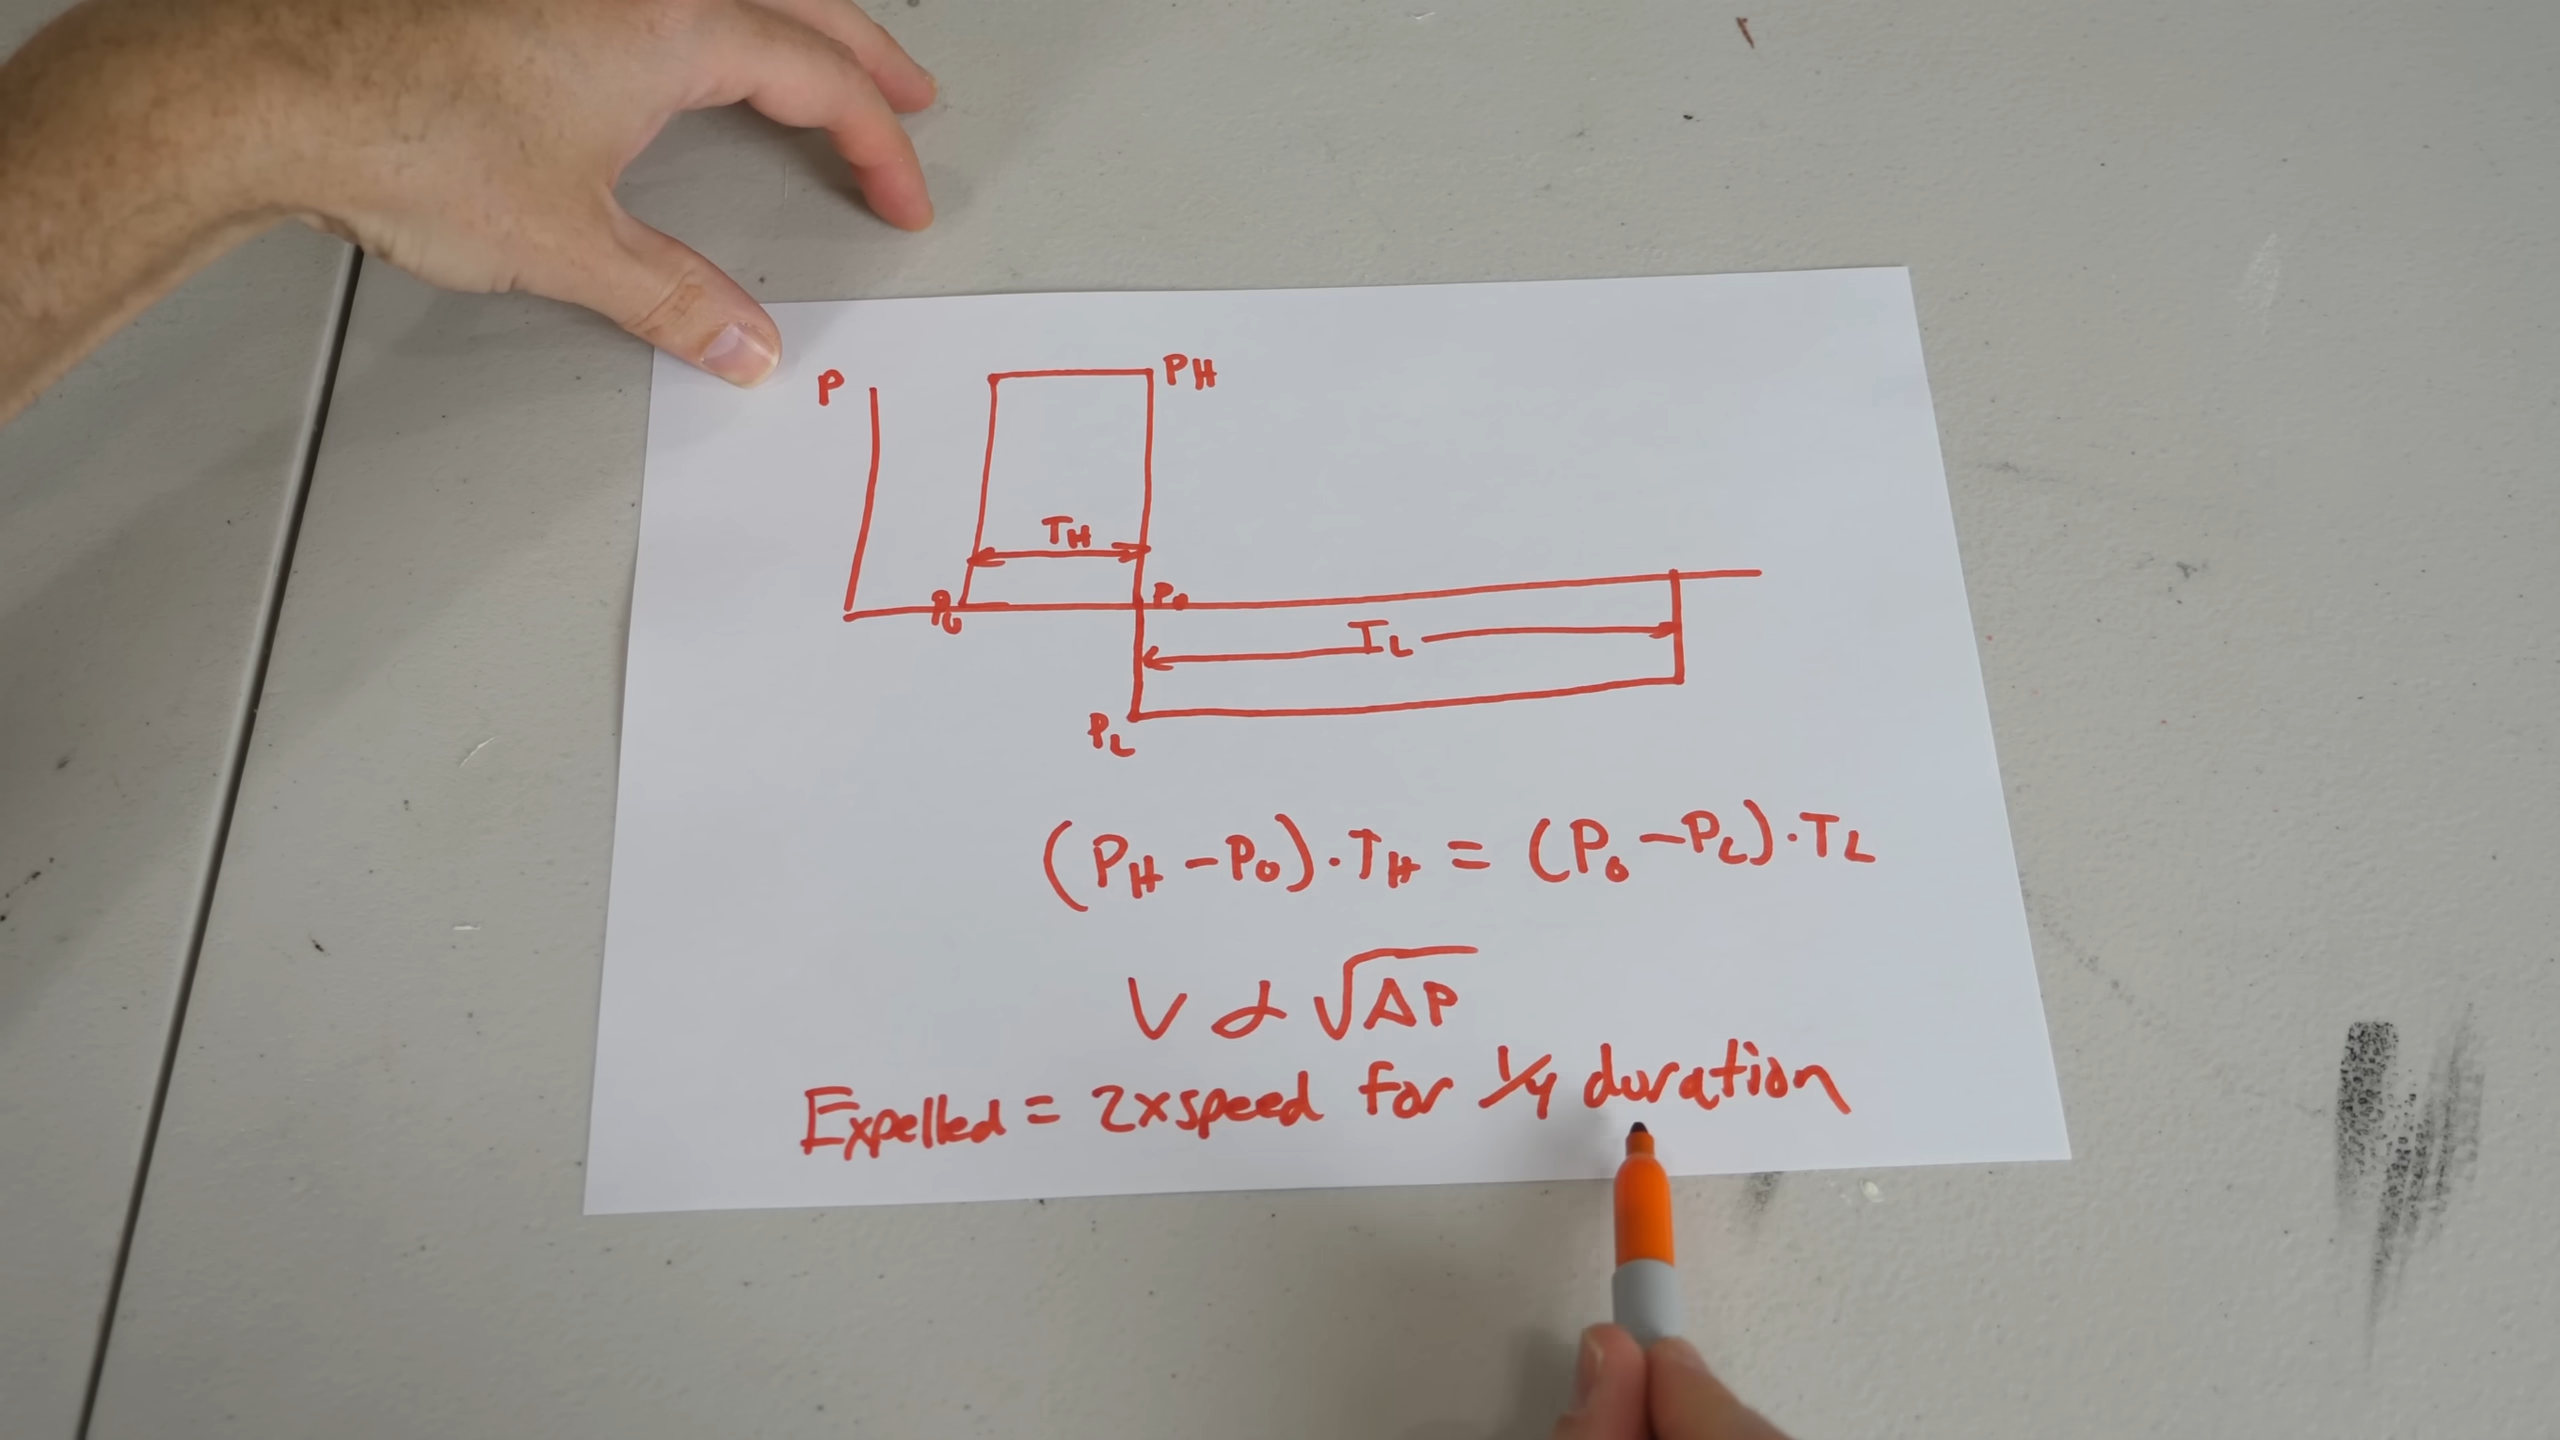 P
PH
TH
P0
P0
IL
PL
(PH - P0) · TH = (P0 - PL) · TL
V α √ΔP
Expelled = 2x speed for 1/4 duration